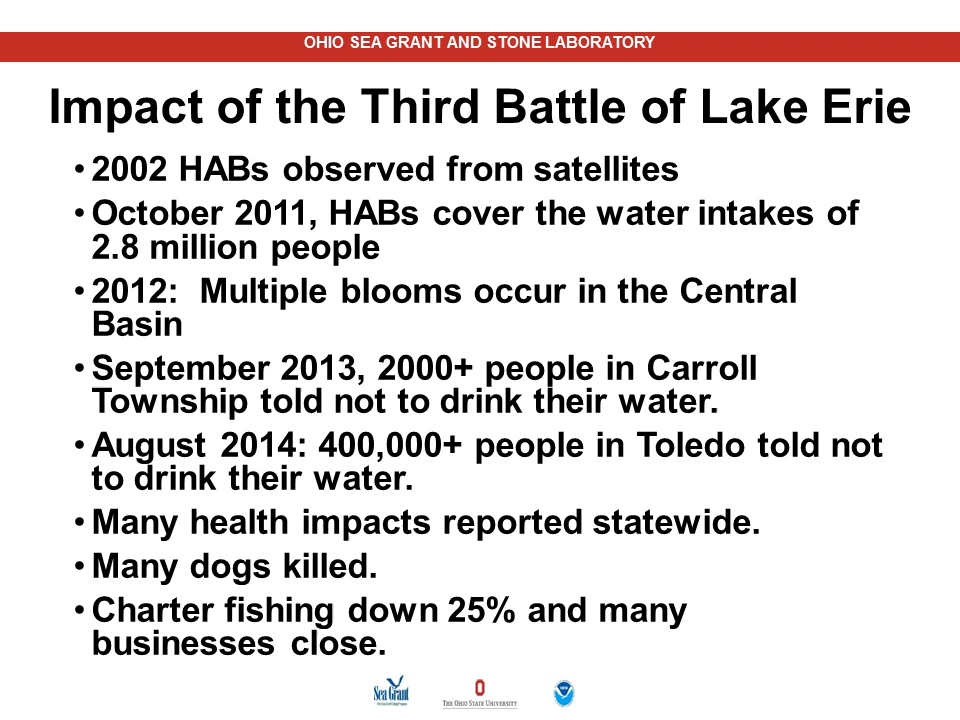 OHIO SEA GRANT AND STONE LABORATORY
Impact of the Third Battle of Lake Erie
• 2002 HABs observed from satellites
• October 2011, HABs cover the water intakes of
2.8 million people
• 2012:  Multiple blooms occur in the Central
Basin
• September 2013, 2000+ people in Carroll
Township told not to drink their water.
• August 2014: 400,000+ people in Toledo told not
to drink their water.
• Many health impacts reported statewide.
• Many dogs killed.
• Charter fishing down 25% and many
businesses close.
Sea Grant
THE OHIO STATE UNIVERSITY